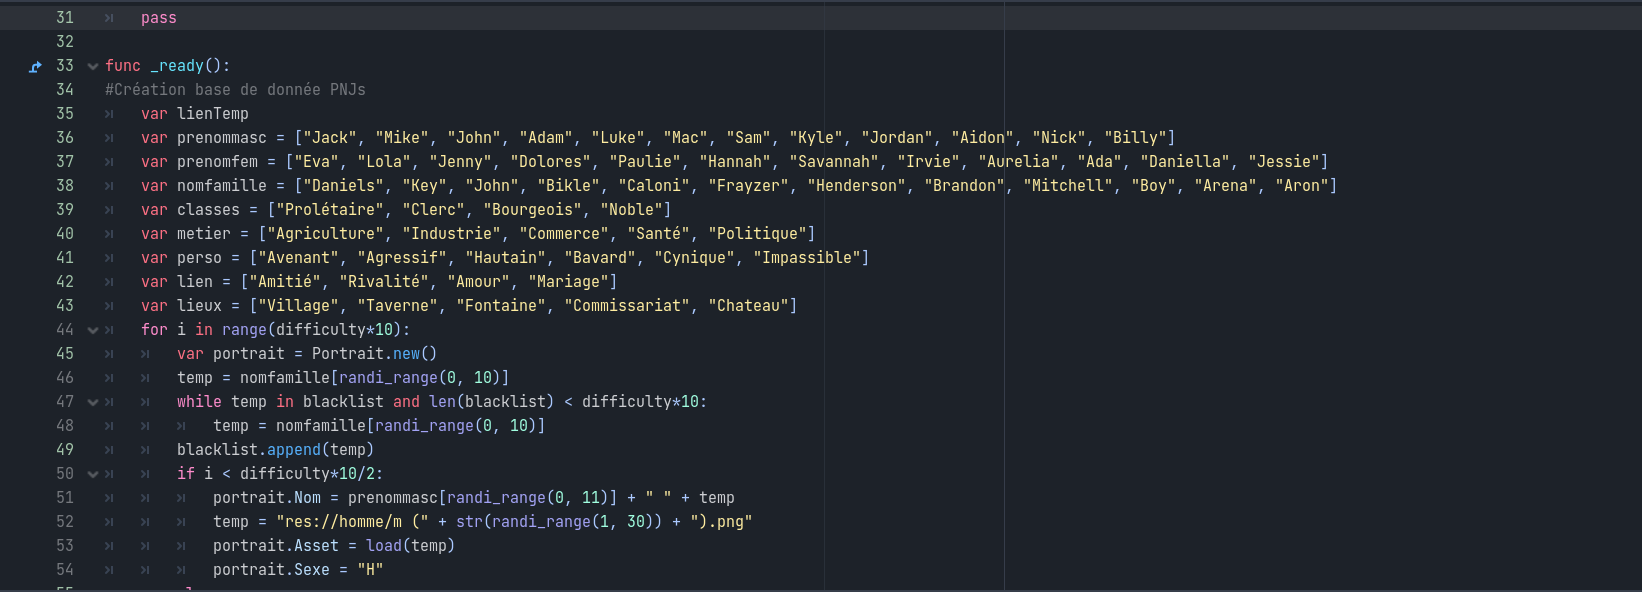 31 pass
32
33 func _ready():
34 #Création base de donnée PNJs
35 var lienTemp
36 var prenommasc = ["Jack", "Mike", "John", "Adam", "Luke", "Mac", "Sam", "Kyle", "Jordan", "Aidon", "Nick", "Billy"]
37 var prenomfem = ["Eva", "Lola", "Jenny", "Dolores", "Paulie", "Hannah", "Savannah", "Irvie", "Aurelia", "Ada", "Daniella", "Jessie"]
38 var nomfamille = ["Daniels", "Key", "John", "Bikle", "Caloni", "Frayzer", "Henderson", "Brandon", "Mitchell", "Boy", "Arena", "Aron"]
39 var classes = ["Prolétaire", "Clerc", "Bourgeois", "Noble"]
40 var metier = ["Agriculture", "Industrie", "Commerce", "Santé", "Politique"]
41 var perso = ["Avenant", "Agressif", "Hautain", "Bavard", "Cynique", "Impassible"]
42 var lien = ["Amitié", "Rivalité", "Amour", "Mariage"]
43 var lieux = ["Village", "Taverne", "Fontaine", "Commissariat", "Chateau"]
44 for i in range(difficulty*10):
45 var portrait = Portrait.new()
46 temp = nomfamille[randi_range(0, 10)]
47 while temp in blacklist and len(blacklist) < difficulty*10:
48 temp = nomfamille[randi_range(0, 10)]
49 blacklist.append(temp)
50 if i < difficulty*10/2:
51 portrait.Nom = prenommasc[randi_range(0, 11)] + " " + temp
52 temp = "res://homme/m (" + str(randi_range(1, 30)) + ").png"
53 portrait.Asset = load(temp)
54 portrait.Sexe = "H"